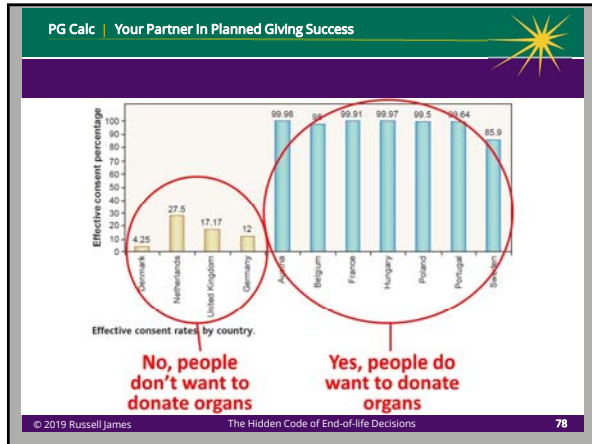 PG Calc | Your Partner In Planned Giving Success
Effective consent percentage
100
90
80
70
60
50
40
30
20
10
0
4.25
27.5
17.17
12
99.98
98
99.91
99.97
99.5
99.64
85.9
Denmark
Netherlands
United Kingdom
Germany
Austria
Belgium
France
Hungary
Poland
Portugal
Sweden
Effective consent rates, by country.
No, people
don't want to
donate organs
Yes, people do
want to donate
organs
© 2019 Russell James
The Hidden Code of End-of-life Decisions
78